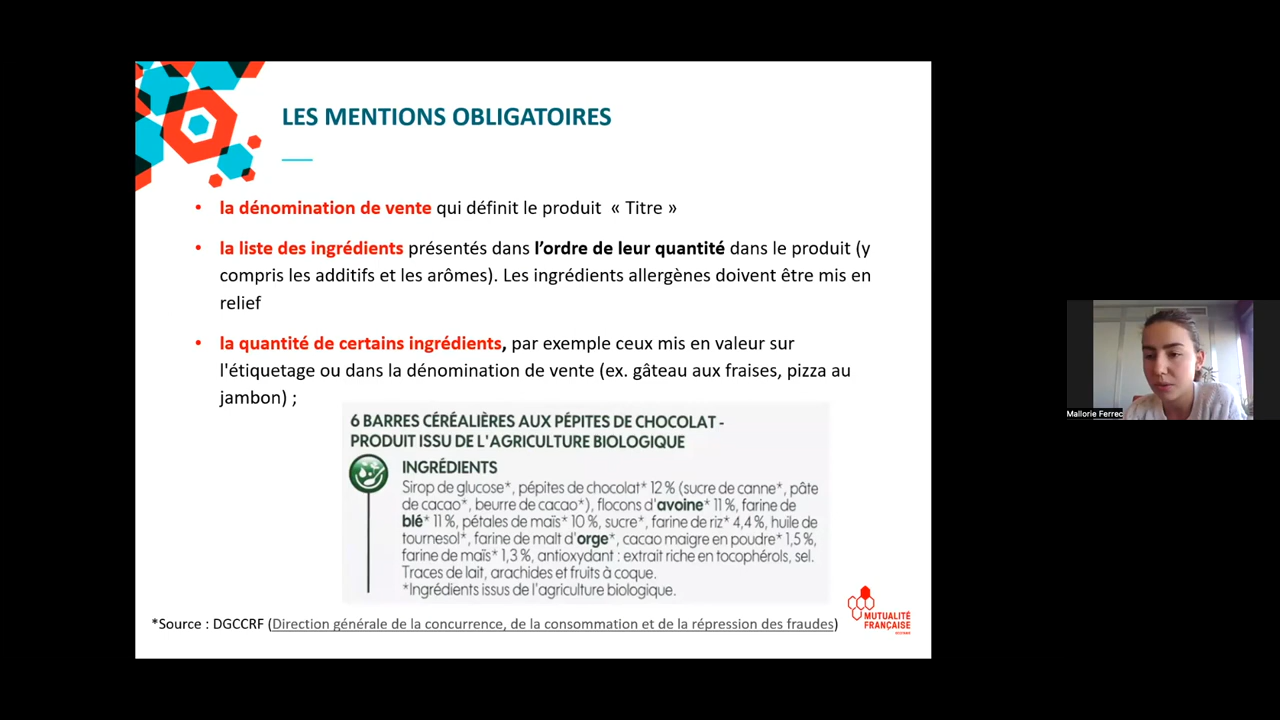 LES MENTIONS OBLIGATOIRES
• la dénomination de vente qui définit le produit « Titre »
• la liste des ingrédients présentés dans l’ordre de leur quantité dans le produit (y
compris les additifs et les arômes). Les ingrédients allergènes doivent être mis en
relief
• la quantité de certains ingrédients, par exemple ceux mis en valeur sur
l'étiquetage ou dans la dénomination de vente (ex. gâteau aux fraises, pizza au
jambon) ;
6 BARRES CÉRÉALIÈRES AUX PÉPITES DE CHOCOLAT -
PRODUIT ISSU DE L'AGRICULTURE BIOLOGIQUE
INGRÉDIENTS
Sirop de glucose*, pépites de chocolat* 12 % (sucre de canne*, pâte
de cacao*, beurre de cacao*), flocons d'avoine* 11 %, farine de
blé* 11 %, pétales de maïs* 10 %, sucre*, farine de riz* 4,4 %, huile de
tournesol*, farine de malt d'orge*, cacao maigre en poudre* 1,5 %,
farine de maïs* 1,3 %, antioxydant : extrait riche en tocophérols, sel.
Traces de lait, arachides et fruits à coque.
*Ingrédients issus de l'agriculture biologique.
*Source : DGCCRF (Direction générale de la concurrence, de la consommation et de la répression des fraudes)
MUTUALITÉ
FRANÇAISE
Mallorie Ferrec